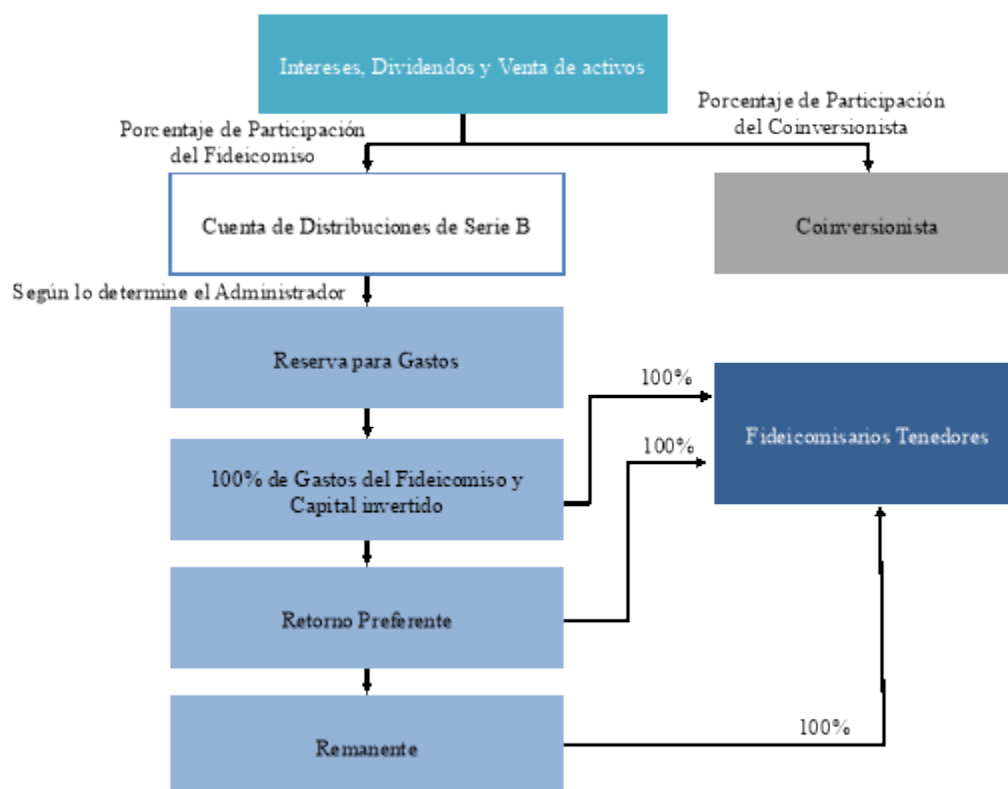 Intereses, Dividendos y Venta de activos
Porcentaje de Participación
del Fideicomiso
Porcentaje de Participación
del Coinversionista
Cuenta de Distribuciones de Serie B
Coinversionista
Según lo determine el Administrador
Reserva para Gastos
100%
Fideicomisarios Tenedores
100%
100% de Gastos del Fideicomiso y
Capital invertido
Retorno Preferente
100%
Remanente